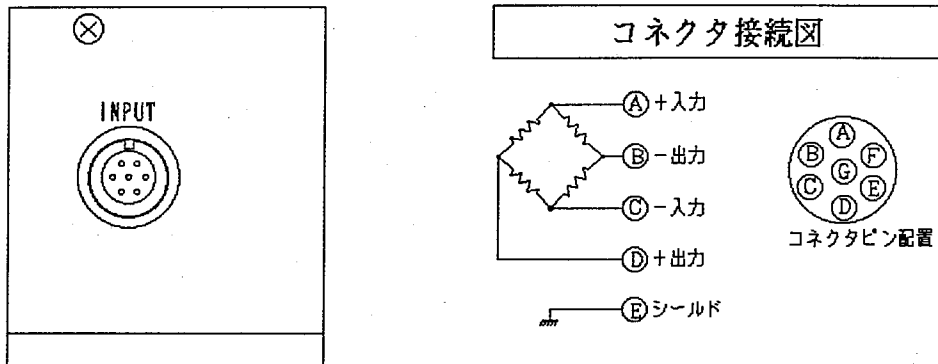 INPUT
コネクタ接続図
A +入力
B -出力
C -入力
D +出力
E シールド
A
B F
G
C E
D
コネクタピン配置